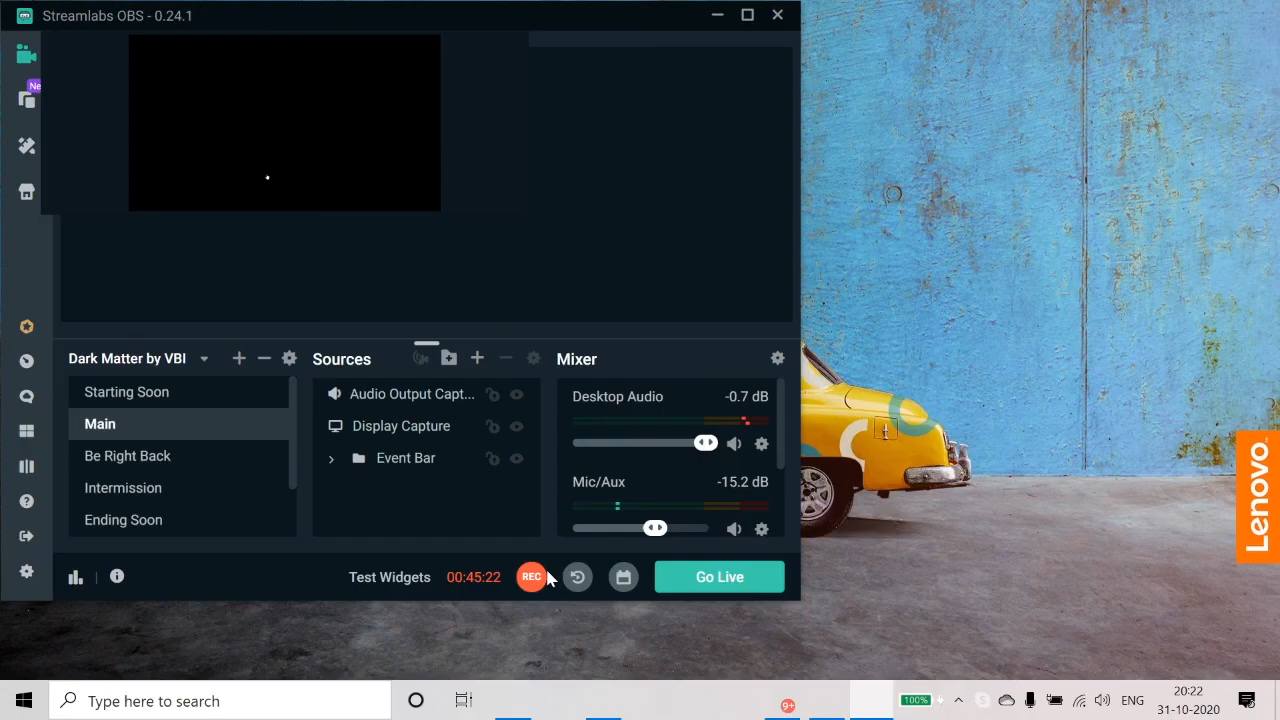 Streamlabs OBS - 0.24.1
Ne
Dark Matter by VBI
Starting Soon
Main
Be Right Back
Intermission
Ending Soon
Sources
Audio Output Capt...
Display Capture
Event Bar
Mixer
Desktop Audio -0.7 dB
Mic/Aux -15.2 dB
Test Widgets 00:45:22 REC Go Live
Lenovo
Type here to search
9+
100%
ENG
20:22
31-10-2020